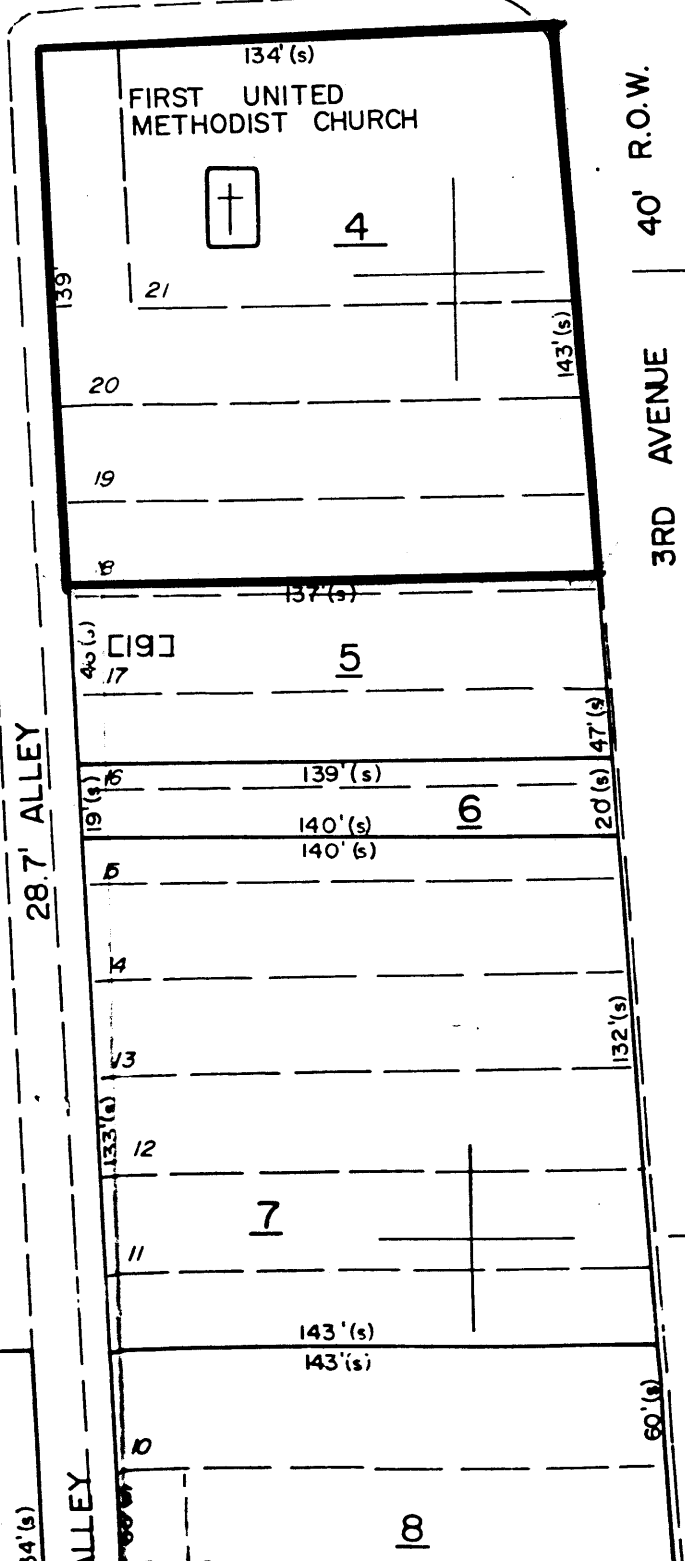 134'(s)
FIRST UNITED
METHODIST CHURCH
40' R.O.W.
4
139'
21
143'(s)
3RD AVENUE
20
19
18
137'(s)
[19]
5
17
47'(s)
28.7' ALLEY
16
139'(s)
19'(s)
6
20'(s)
140'(s)
140'(s)
15
14
132'(s)
13
133'(s)
12
7
11
143'(s)
143'(s)
60'(s)
10
ALLEY
34'(s)
8